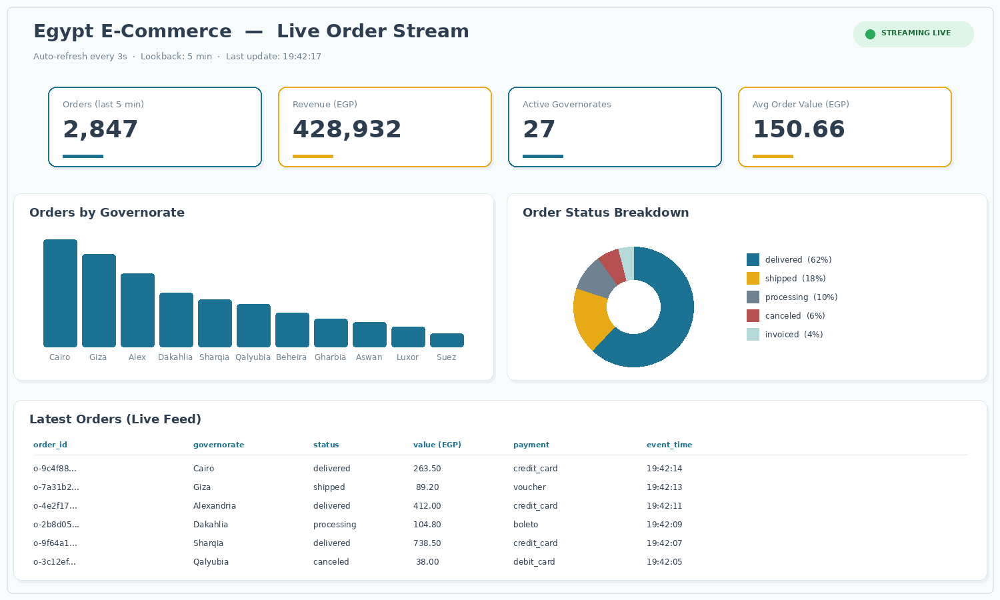 Egypt E-Commerce — Live Order Stream
STREAMING LIVE
Auto-refresh every 3s · Lookback: 5 min · Last update: 19:42:17
Orders (last 5 min)
2,847
Revenue (EGP)
428,932
Active Governorates
27
Avg Order Value (EGP)
150.66
Orders by Governorate
Cairo Giza Alex Dakahlia Sharqia Qalyubia Beheira Gharbia Aswan Luxor Suez
Order Status Breakdown
delivered (62%)
shipped (18%)
processing (10%)
canceled (6%)
invoiced (4%)
Latest Orders (Live Feed)
order_id governorate status value (EGP) payment event_time
o-9c4f88... Cairo delivered 263.50 credit_card 19:42:14
o-7a31b2... Giza shipped 89.20 voucher 19:42:13
o-4e2f17... Alexandria delivered 412.00 credit_card 19:42:11
o-2b8d05... Dakahlia processing 104.80 boleto 19:42:09
o-9f64a1... Sharqia delivered 738.50 credit_card 19:42:07
o-3c12ef... Qalyubia canceled 38.00 debit_card 19:42:05